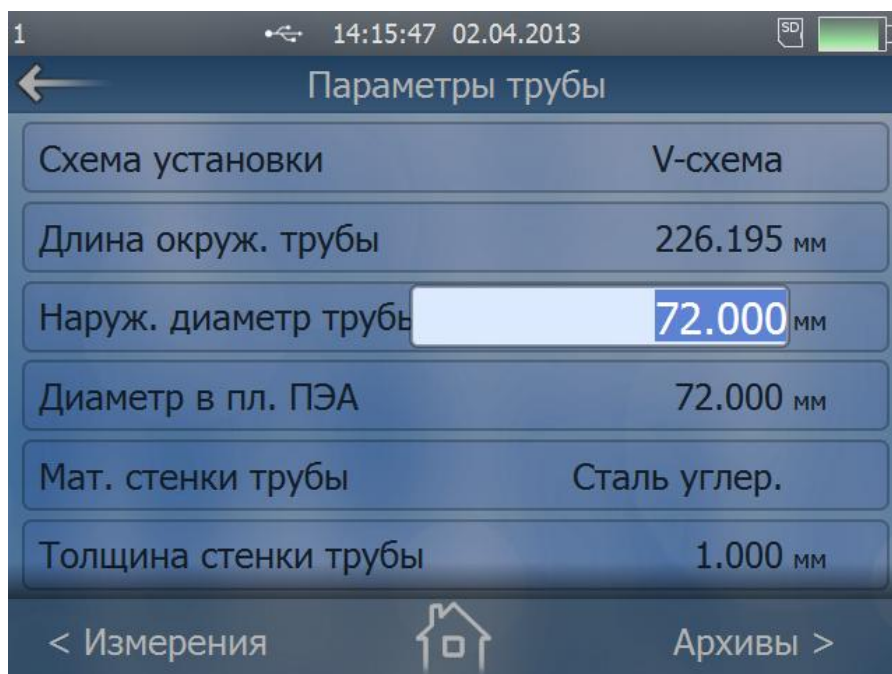 1 14:15:47 02.04.2013 SD
Параметры трубы
Схема установки V-схема
Длина окруж. трубы 226.195 мм
Наруж. диаметр трубы 72.000 мм
Диаметр в пл. ПЭА 72.000 мм
Мат. стенки трубы Сталь углер.
Толщина стенки трубы 1.000 мм
< Измерения Архивы >